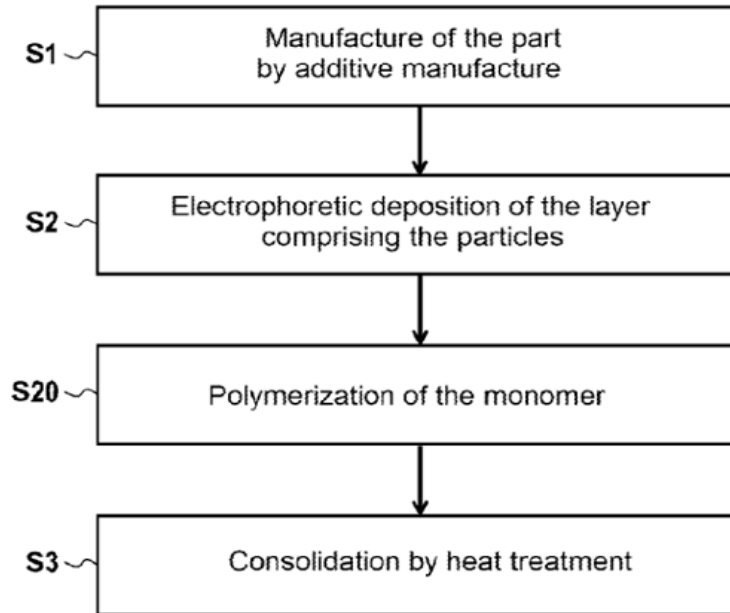 S1
Manufacture of the part
by additive manufacture
S2
Electrophoretic deposition of the layer
comprising the particles
S20
Polymerization of the monomer
S3
Consolidation by heat treatment